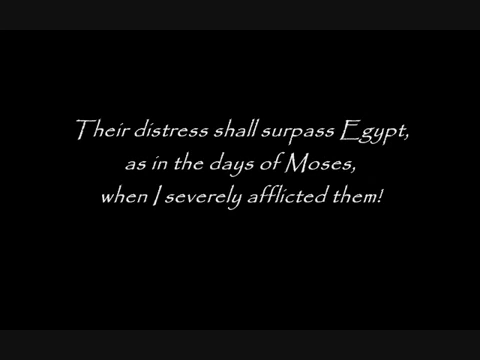 Their distress shall surpass Egypt,
as in the days of Moses,
when I severely afflicted them!